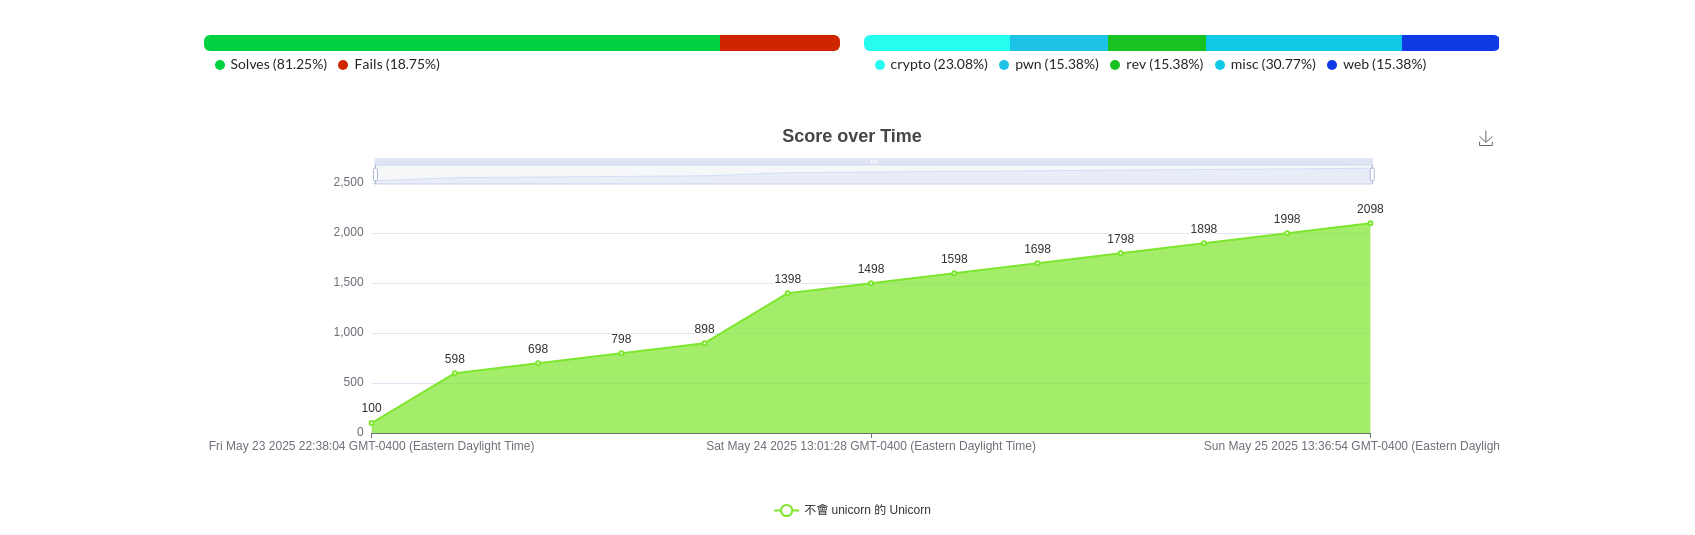 Solves (81.25%) Fails (18.75%)
crypto (23.08%) pwn (15.38%) rev (15.38%) misc (30.77%) web (15.38%)
Score over Time
2,500
2,000
1,500
1,000
500
0
100
598
698
798
898
1398
1498
1598
1698
1798
1898
1998
2098
Fri May 23 2025 22:38:04 GMT-0400 (Eastern Daylight Time)
Sat May 24 2025 13:01:28 GMT-0400 (Eastern Daylight Time)
Sun May 25 2025 13:36:54 GMT-0400 (Eastern Dayligh
不會 unicorn 的 Unicorn